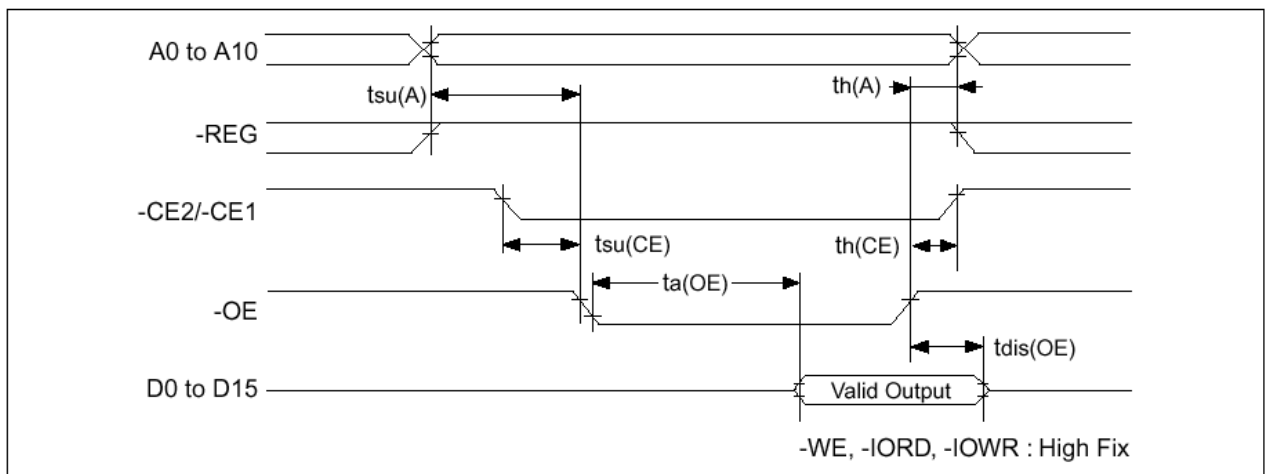 A0 to A10
tsu(A)
th(A)
-REG
-CE2/-CE1
tsu(CE)
th(CE)
ta(OE)
-OE
tdis(OE)
D0 to D15
Valid Output
-WE, -IORD, -IOWR : High Fix